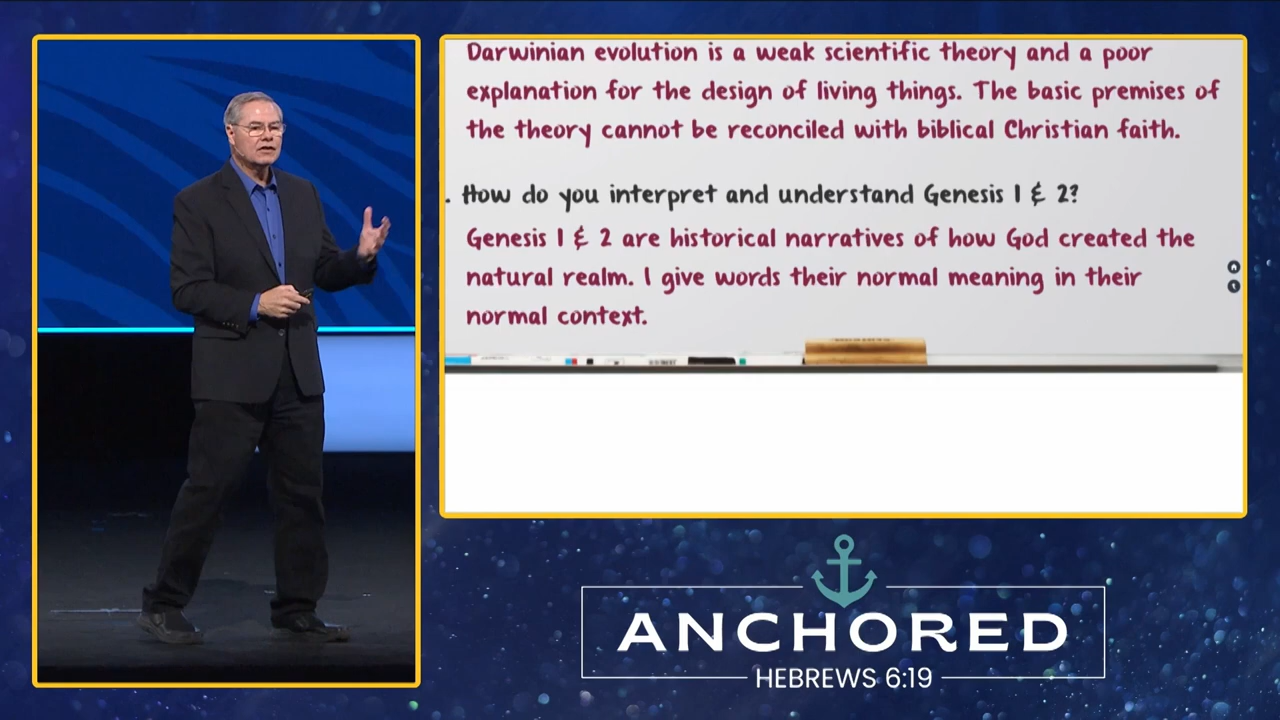 Darwinian evolution is a weak scientific theory and a poor
explanation for the design of living things. The basic premises of
the theory cannot be reconciled with biblical Christian faith.
. How do you interpret and understand Genesis 1 & 2?
Genesis 1 & 2 are historical narratives of how God created the
natural realm. I give words their normal meaning in their
normal context.
ANCHORED
HEBREWS 6:19